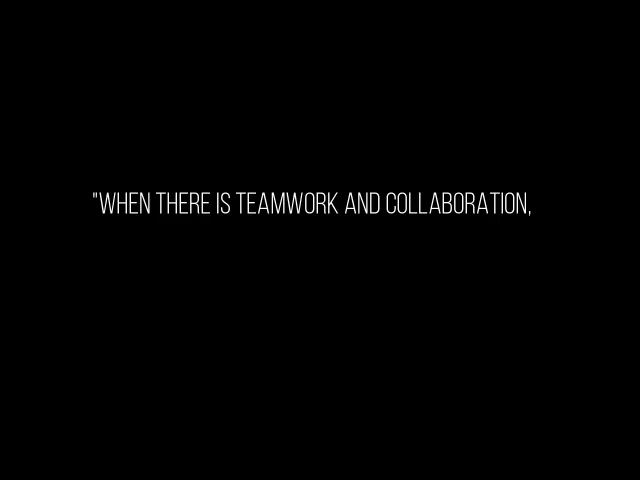 "WHEN THERE IS TEAMWORK AND COLLABORATION,